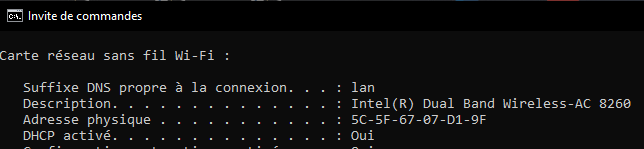 Invite de commandes
Carte réseau sans fil Wi-Fi :
Suffixe DNS propre à la connexion. . . : lan
Description. . . . . . . . . . . . . . : Intel(R) Dual Band Wireless-AC 8260
Adresse physique . . . . . . . . . . . : 5C-5F-67-07-D1-9F
DHCP activé. . . . . . . . . . . . . . : Oui